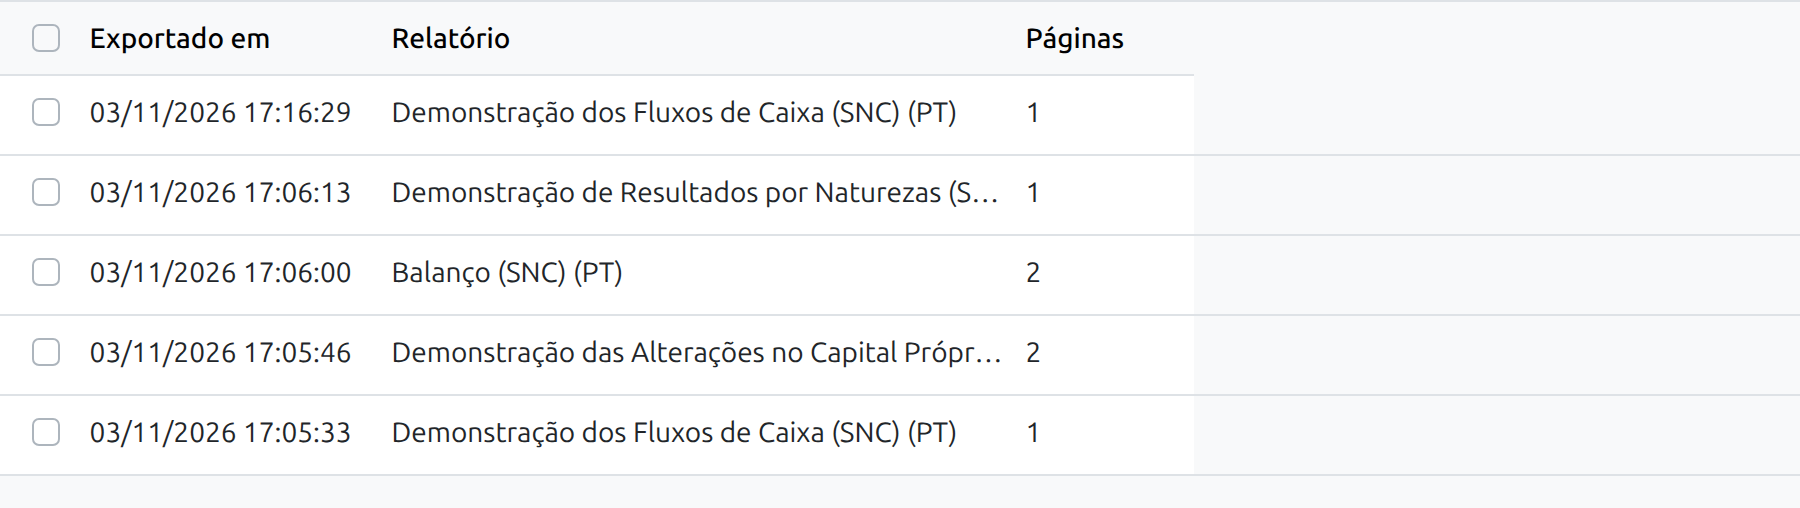 Exportado em Relatório Páginas
03/11/2026 17:16:29 Demonstração dos Fluxos de Caixa (SNC) (PT) 1
03/11/2026 17:06:13 Demonstração de Resultados por Naturezas (S... 1
03/11/2026 17:06:00 Balanço (SNC) (PT) 2
03/11/2026 17:05:46 Demonstração das Alterações no Capital Própr... 2
03/11/2026 17:05:33 Demonstração dos Fluxos de Caixa (SNC) (PT) 1